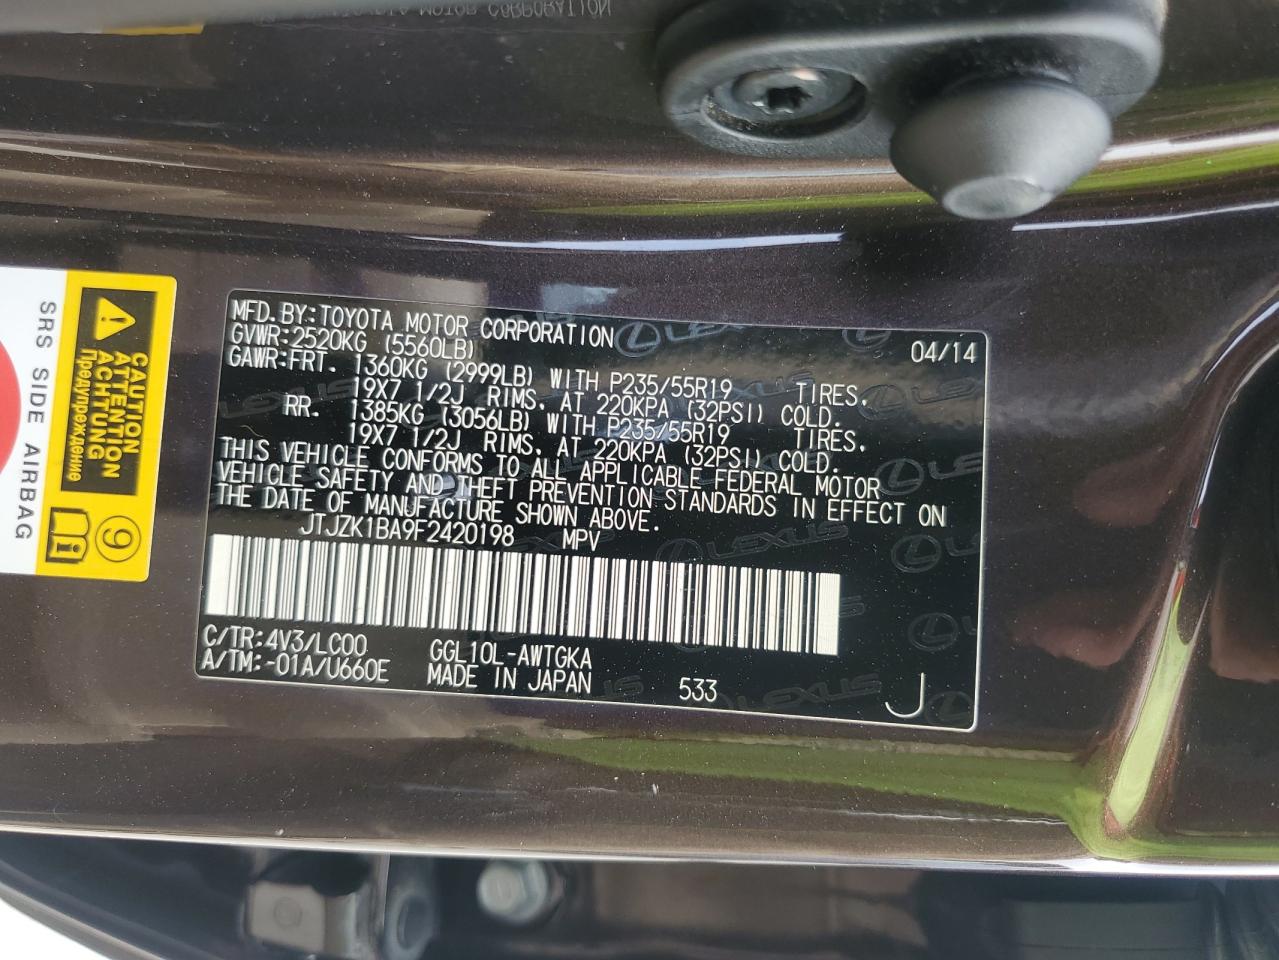 MFD.BY:TOYOTA MOTOR CORPORATION 04/14
GVWR:2520KG (5560LB)
GAWR:FRT. 1360KG (2999LB) WITH P235/55R19 TIRES,
19X7 1/2J RIMS, AT 220KPA (32PSI) COLD.
RR. 1385KG (3056LB) WITH P235/55R19 TIRES,
19X7 1/2J RIMS, AT 220KPA (32PSI) COLD.
THIS VEHICLE CONFORMS TO ALL APPLICABLE FEDERAL MOTOR
VEHICLE SAFETY AND THEFT PREVENTION STANDARDS IN EFFECT ON
THE DATE OF MANUFACTURE SHOWN ABOVE.
JTJZK1BA9F2420198 MPV
C/TR:4V3/LC00 GGL10L-AWTGKA
A/TM:-01A/U660E MADE IN JAPAN 533 J
LEXUS
CAUTION
ATTENTION
ACHTUNG
Предупреждение
9
SRS SIDE AIRBAG
MOTOR CORPORATION